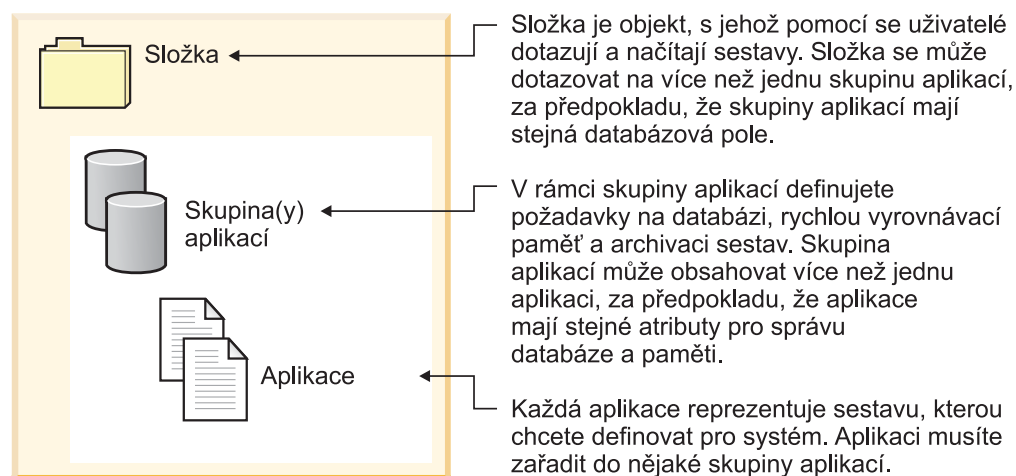 Složka
Složka je objekt, s jehož pomocí se uživatelé
dotazují a načítají sestavy. Složka se může
dotazovat na více než jednu skupinu aplikací,
za předpokladu, že skupiny aplikací mají
stejná databázová pole.
Skupina(y)
aplikací
V rámci skupiny aplikací definujete
požadavky na databázi, rychlou vyrovnávací
paměť a archivaci sestav. Skupina
aplikací může obsahovat více než jednu
aplikaci, za předpokladu, že aplikace
mají stejné atributy pro správu
databáze a paměti.
Aplikace
Každá aplikace reprezentuje sestavu, kterou
chcete definovat pro systém. Aplikaci musíte
zařadit do nějaké skupiny aplikací.